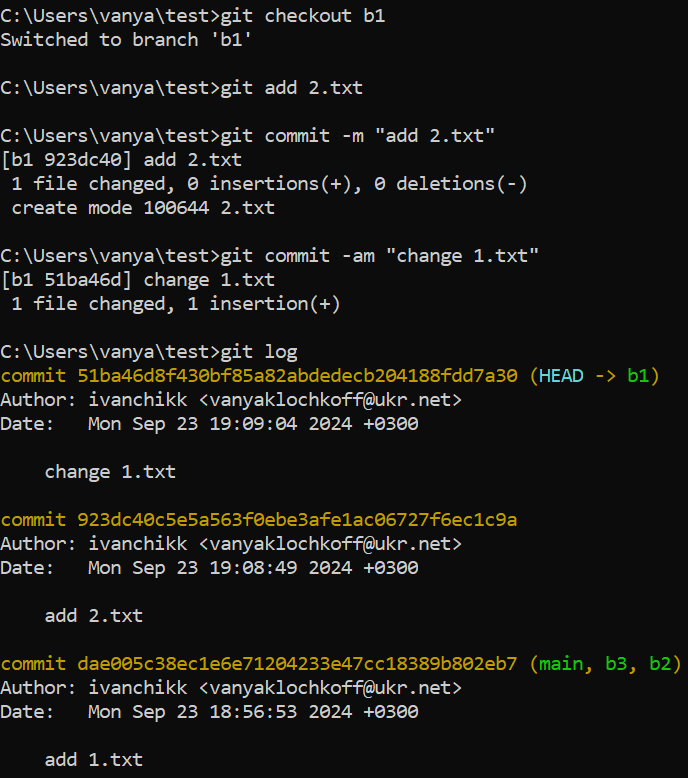 C:\Users\vanya\test>git checkout b1
Switched to branch 'b1'
C:\Users\vanya\test>git add 2.txt
C:\Users\vanya\test>git commit -m "add 2.txt"
[b1 923dc40] add 2.txt
 1 file changed, 0 insertions(+), 0 deletions(-)
 create mode 100644 2.txt
C:\Users\vanya\test>git commit -am "change 1.txt"
[b1 51ba46d] change 1.txt
 1 file changed, 1 insertion(+)
C:\Users\vanya\test>git log
commit 51ba46d8f430bf85a82abdedecb204188fdd7a30 (HEAD -> b1)
Author: ivanchikk <vanyaklochkoff@ukr.net>
Date:   Mon Sep 23 19:09:04 2024 +0300
    change 1.txt
commit 923dc40c5e5a563f0ebe3afe1ac06727f6ec1c9a
Author: ivanchikk <vanyaklochkoff@ukr.net>
Date:   Mon Sep 23 19:08:49 2024 +0300
    add 2.txt
commit dae005c38ec1e6e71204233e47cc18389b802eb7 (main, b3, b2)
Author: ivanchikk <vanyaklochkoff@ukr.net>
Date:   Mon Sep 23 18:56:53 2024 +0300
    add 1.txt